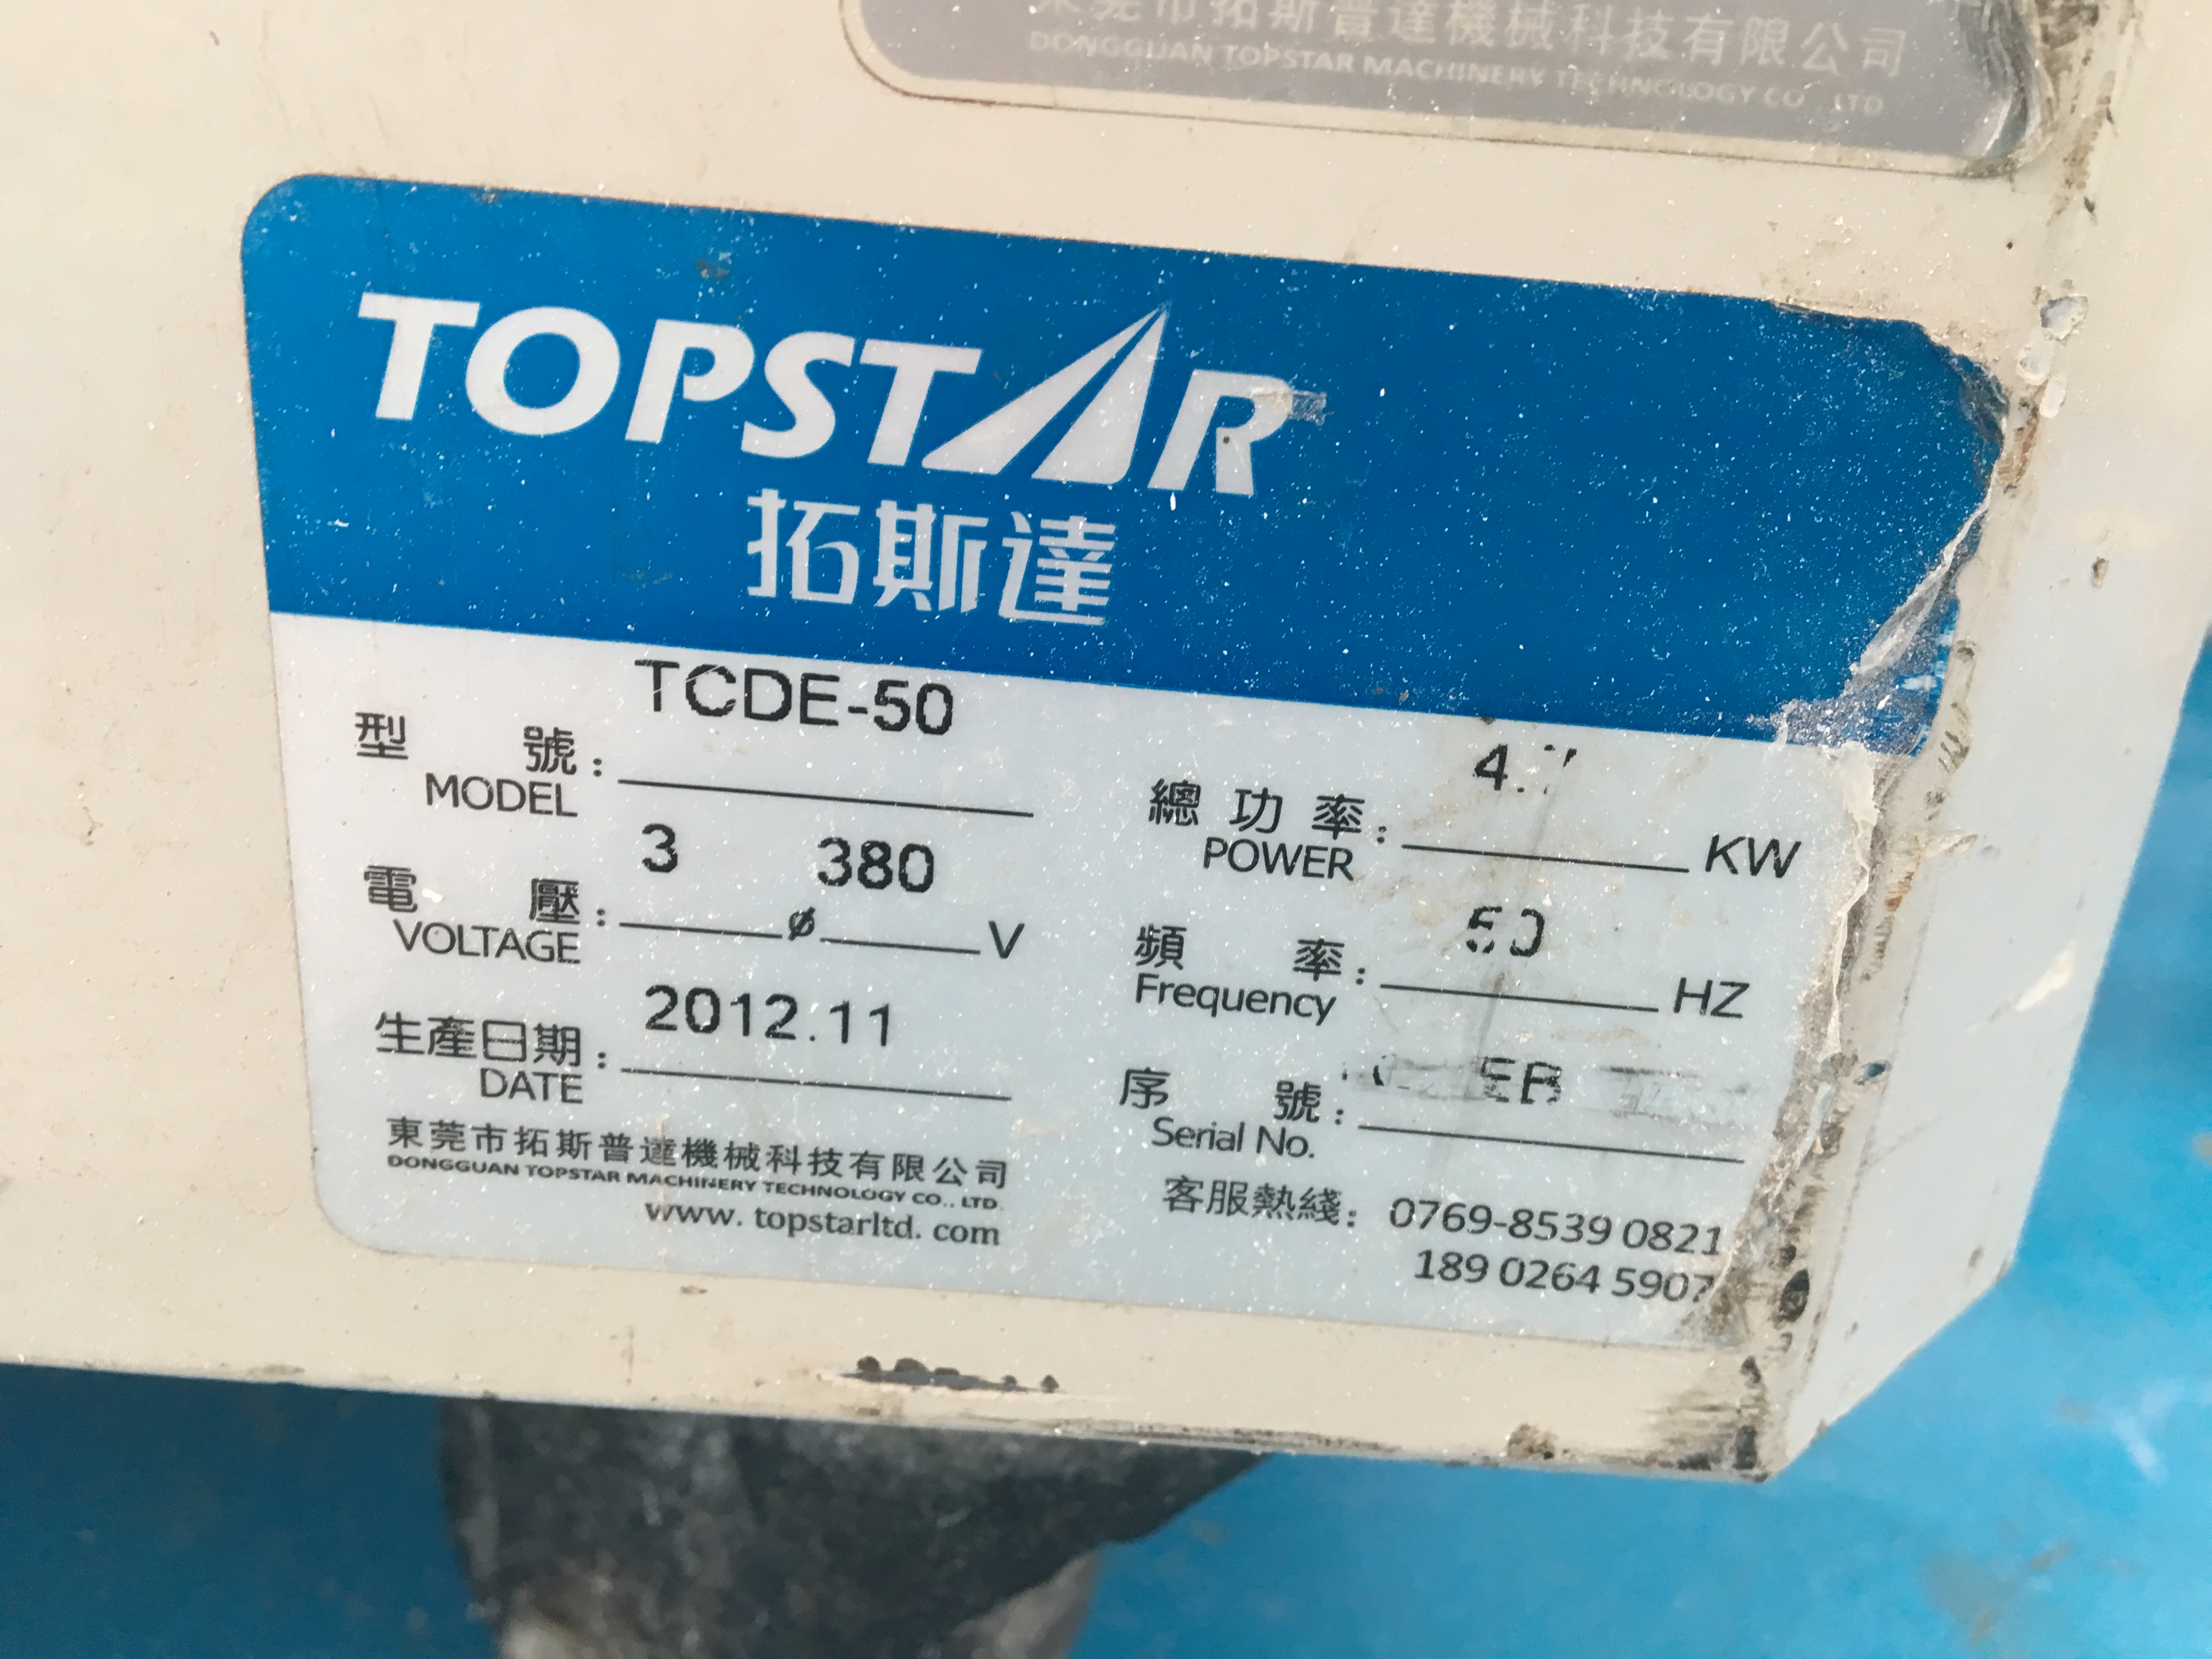 東莞市拓斯普達機械科技有限公司
DONGGUAN TOPSTAR MACHINERY TECHNOLOGY CO., LTD
TOPSTAR
拓斯達
型號: TCDE-50
MODEL
電壓: 3 ø 380 V
VOLTAGE
生產日期: 2012.11
DATE
總功率: KW
POWER
頻率: 50 HZ
Frequency
序號:
Serial No.
東莞市拓斯普達機械科技有限公司
DONGGUAN TOPSTAR MACHINERY TECHNOLOGY CO., LTD.
www. topstarltd. com
客服熱綫: 0769-8539 0821
189 0264 5907